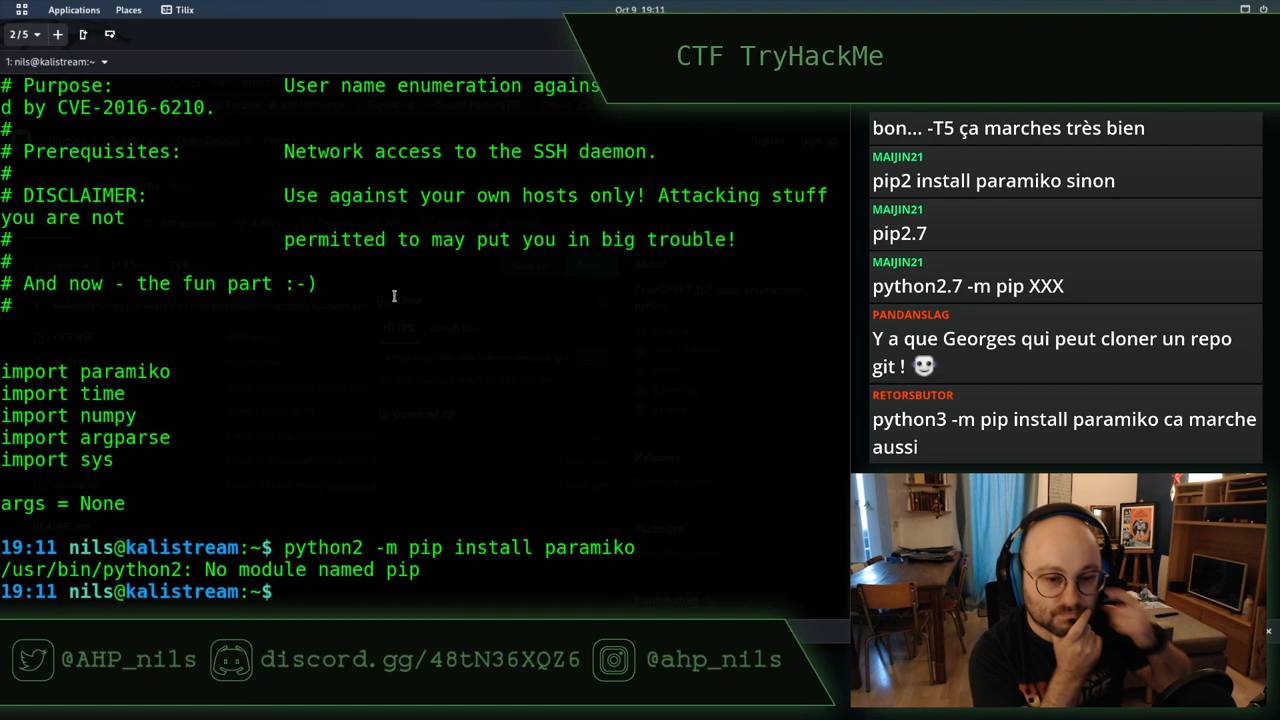 Applications Places Tilix
Oct 9 19:11
2/5
1: nils@kalistream:~
CTF TryHackMe
# Purpose: User name enumeration agains
d by CVE-2016-6210.
#
# Prerequisites: Network access to the SSH daemon.
#
# DISCLAIMER: Use against your own hosts only! Attacking stuff
you are not
# permitted to may put you in big trouble!
#
# And now - the fun part :-)
#
import paramiko
import time
import numpy
import argparse
import sys
args = None
19:11 nils@kalistream:~$ python2 -m pip install paramiko
/usr/bin/python2: No module named pip
19:11 nils@kalistream:~$
bon... -T5 ça marches très bien
MAIJIN21
pip2 install paramiko sinon
MAIJIN21
pip2.7
MAIJIN21
python2.7 -m pip XXX
PANDANSLAG
Y a que Georges qui peut cloner un repo
git !
RETORSBUTOR
python3 -m pip install paramiko ca marche
aussi
@AHP_nils discord.gg/48tN36XQZ6 @ahp_nils